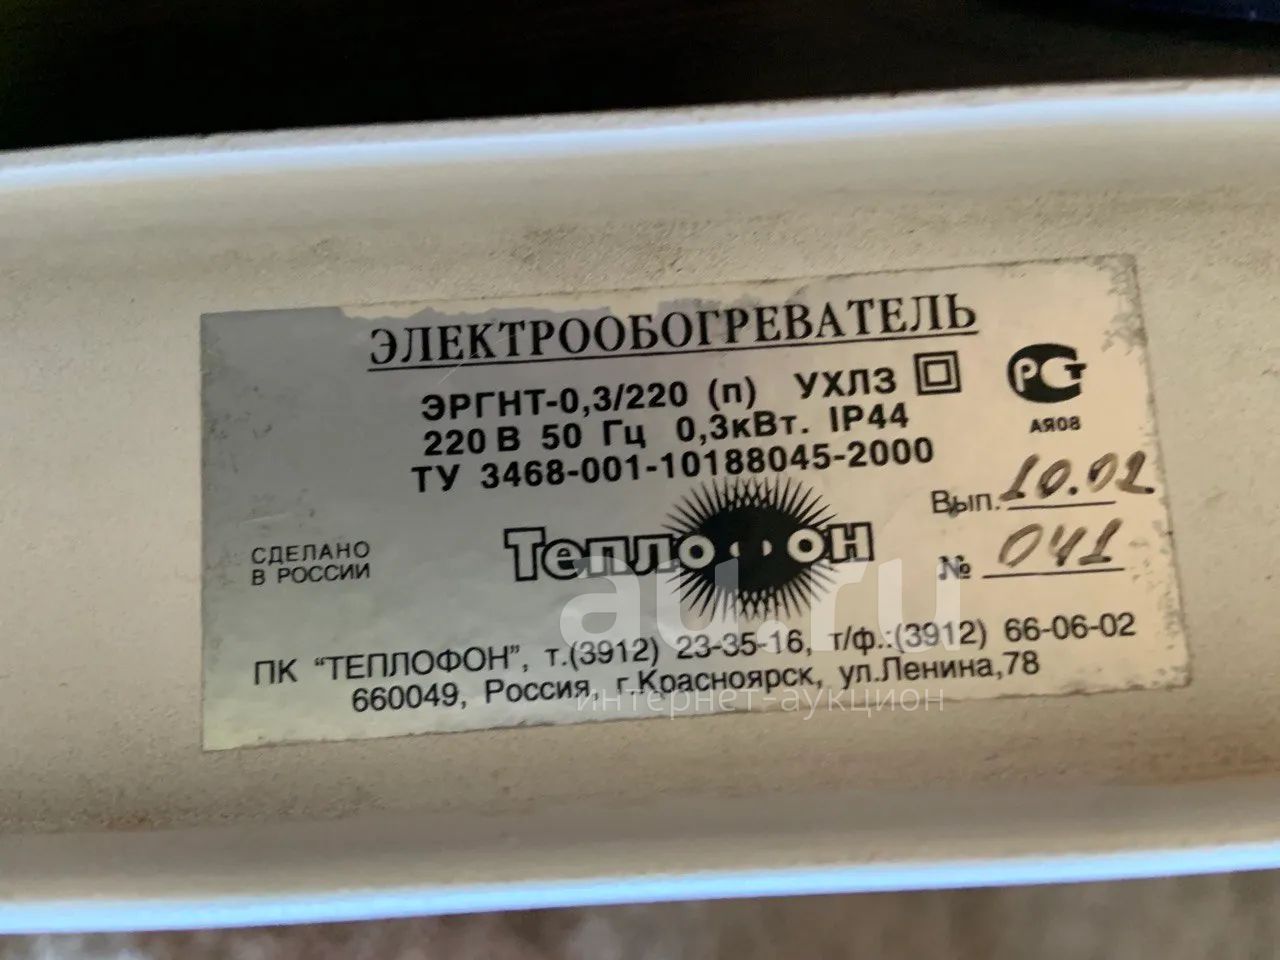 ЭЛЕКТРООБОГРЕВАТЕЛЬ
ЭРГНТ-0,3/220 (п) УХЛ3
220 В 50 Гц 0,3кВт. IP44
ТУ 3468-001-10188045-2000
РСТ
АЯ08
Вып. 10.02
№ 041
СДЕЛАНО
В РОССИИ
Теплофон
ПК "ТЕПЛОФОН", т.(3912) 23-35-16, т/ф.:(3912) 66-06-02
660049, Россия, г.Красноярск, ул.Ленина,78
au.ru
интернет-аукцион